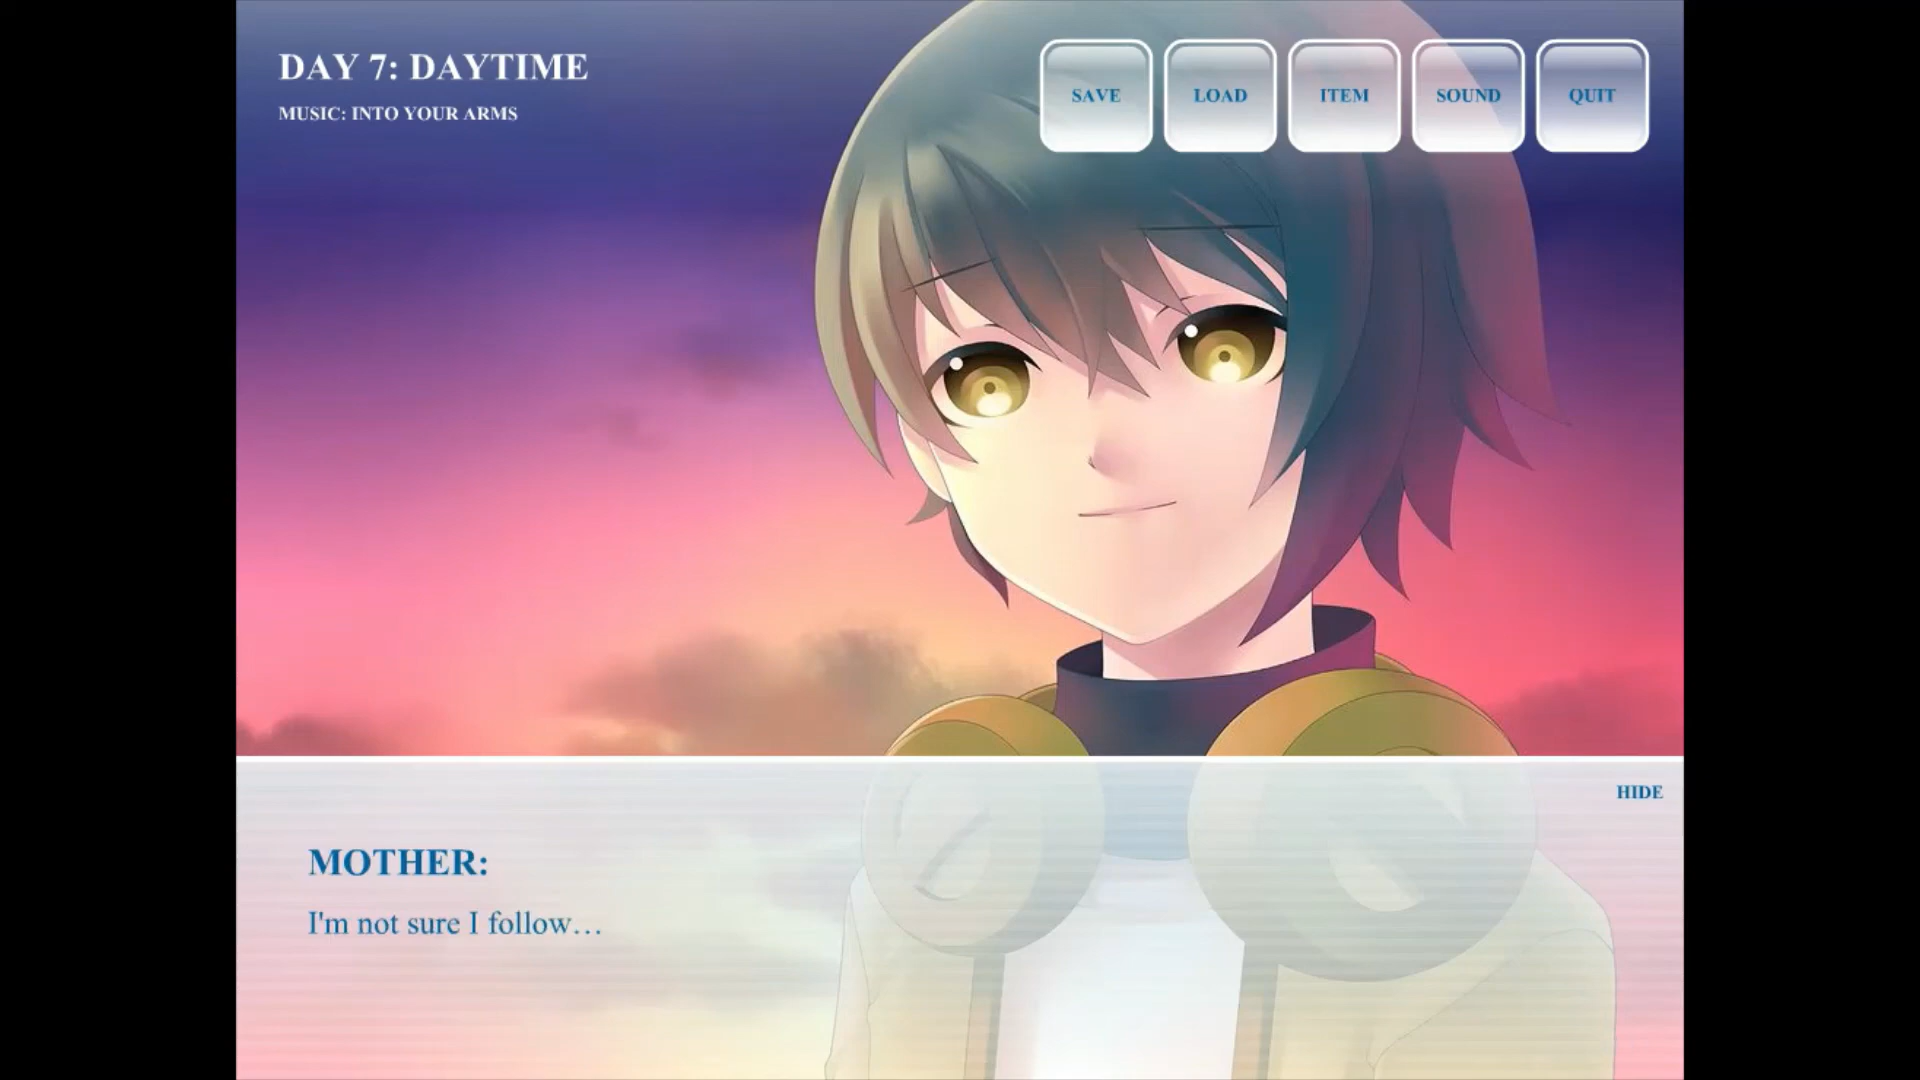 DAY 7: DAYTIME
MUSIC: INTO YOUR ARMS
SAVE
LOAD
ITEM
SOUND
QUIT
HIDE
MOTHER:
I'm not sure I follow…